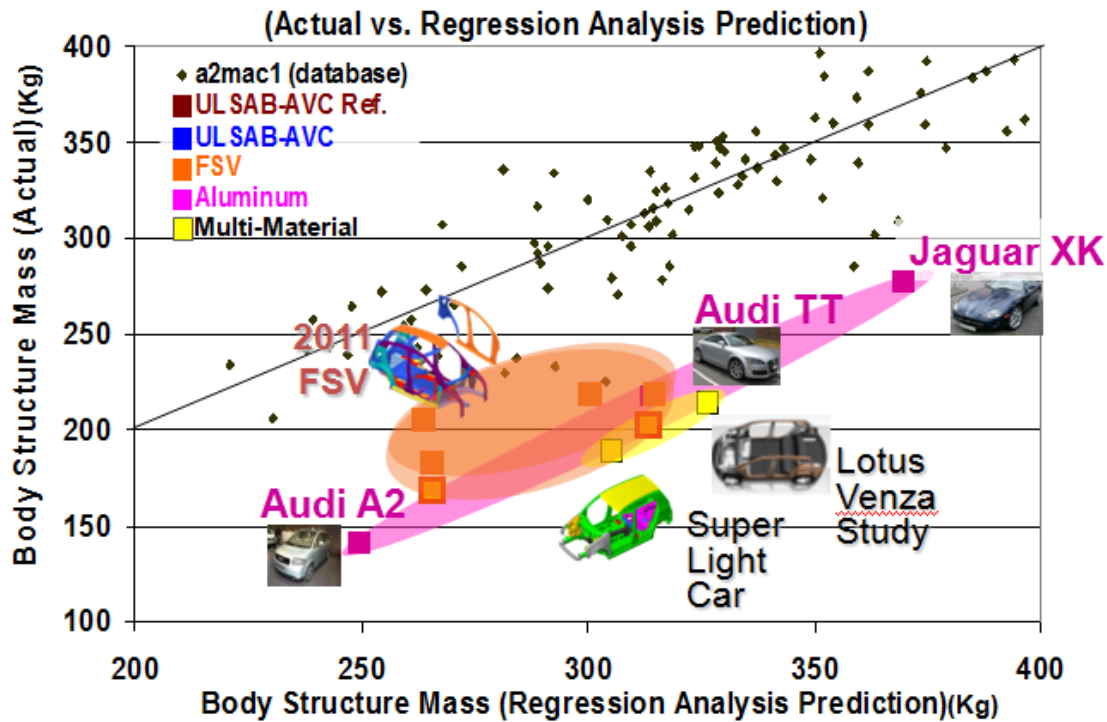 (Actual vs. Regression Analysis Prediction)
400
350
300
250
200
150
100
Body Structure Mass (Actual) (Kg)
a2mac1 (database)
ULSAB-AVC Ref.
ULSAB-AVC
FSV
Aluminum
Multi-Material
Jaguar XK
Audi TT
2011
FSV
Audi A2
Lotus
Venza
Study
Super
Light
Car
200 250 300 350 400
Body Structure Mass (Regression Analysis Prediction)(Kg)